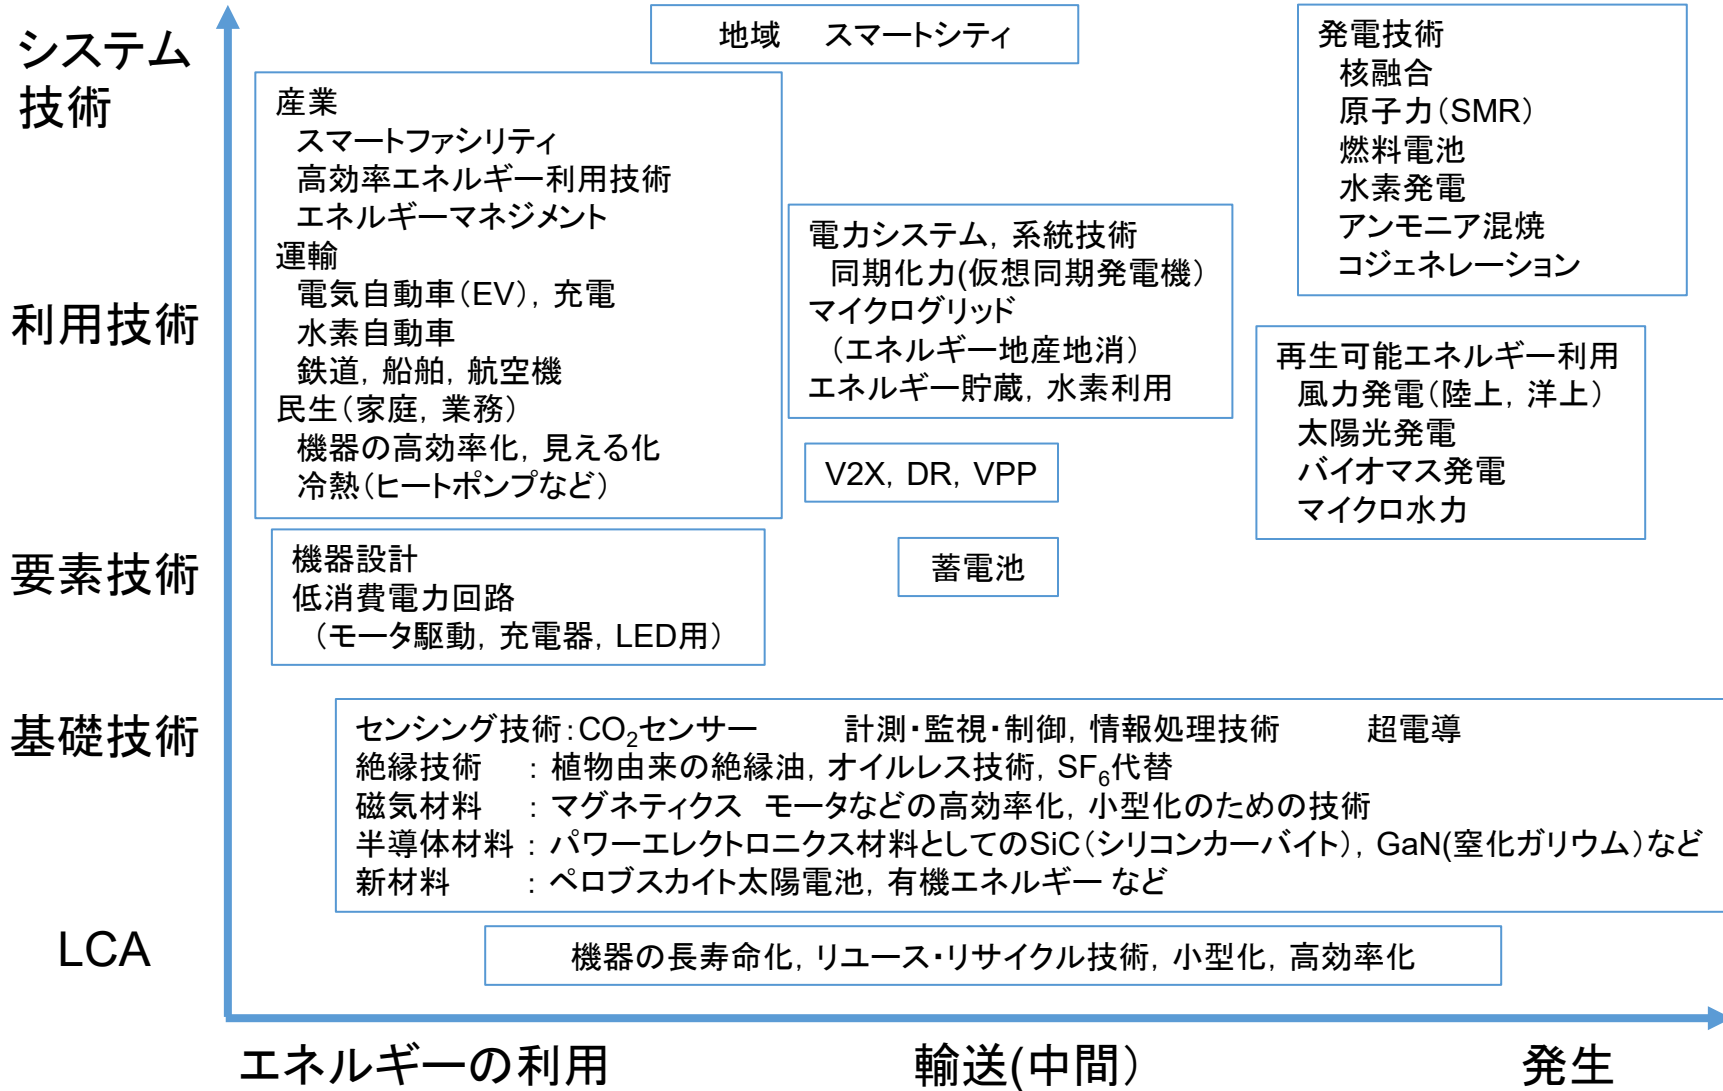 システム
技術
利用技術
要素技術
基礎技術
LCA
地域　スマートシティ
産業
スマートファシリティ
高効率エネルギー利用技術
エネルギーマネジメント
運輸
電気自動車（EV），充電
水素自動車
鉄道，船舶，航空機
民生（家庭，業務）
機器の高効率化，見える化
冷熱（ヒートポンプなど）
電力システム，系統技術
同期化力(仮想同期発電機）
マイクログリッド
（エネルギー地産地消）
エネルギー貯蔵，水素利用
V2X，DR，VPP
蓄電池
発電技術
核融合
原子力（SMR）
燃料電池
水素発電
アンモニア混焼
コジェネレーション
再生可能エネルギー利用
風力発電（陸上，洋上）
太陽光発電
バイオマス発電
マイクロ水力
機器設計
低消費電力回路
（モータ駆動，充電器，LED用）
センシング技術：CO₂センサー　計測・監視・制御，情報処理技術　超電導
絶縁技術　：植物由来の絶縁油，オイルレス技術，SF₆代替
磁気材料　：マグネティクス　モータなどの高効率化，小型化のための技術
半導体材料：パワーエレクトロニクス材料としてのSiC（シリコンカーバイト），GaN(窒化ガリウム）など
新材料　　：ペロブスカイト太陽電池，有機エネルギー など
機器の長寿命化，リユース・リサイクル技術，小型化，高効率化
エネルギーの利用　輸送(中間）　発生